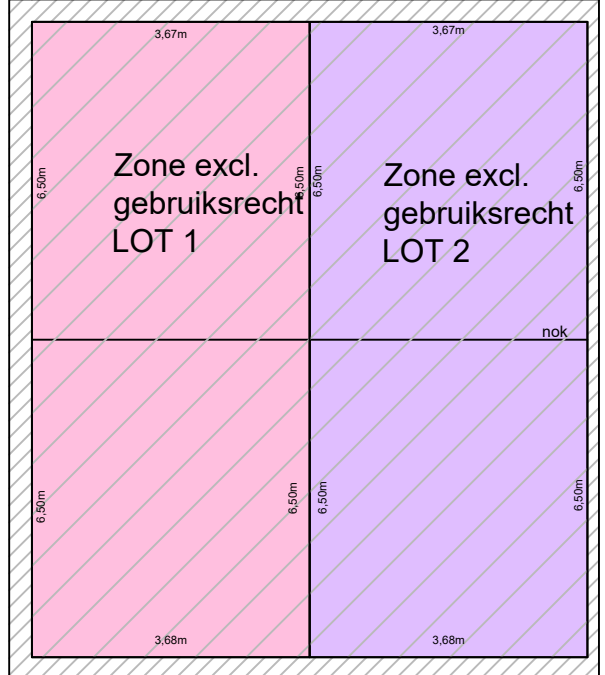 3,67m
3,67m
Zone excl.
gebruiksrecht
LOT 1
Zone excl.
gebruiksrecht
LOT 2
6,50m
6,50m
6,50m
6,50m
nok
6,50m
6,50m
6,50m
6,50m
3,68m
3,68m